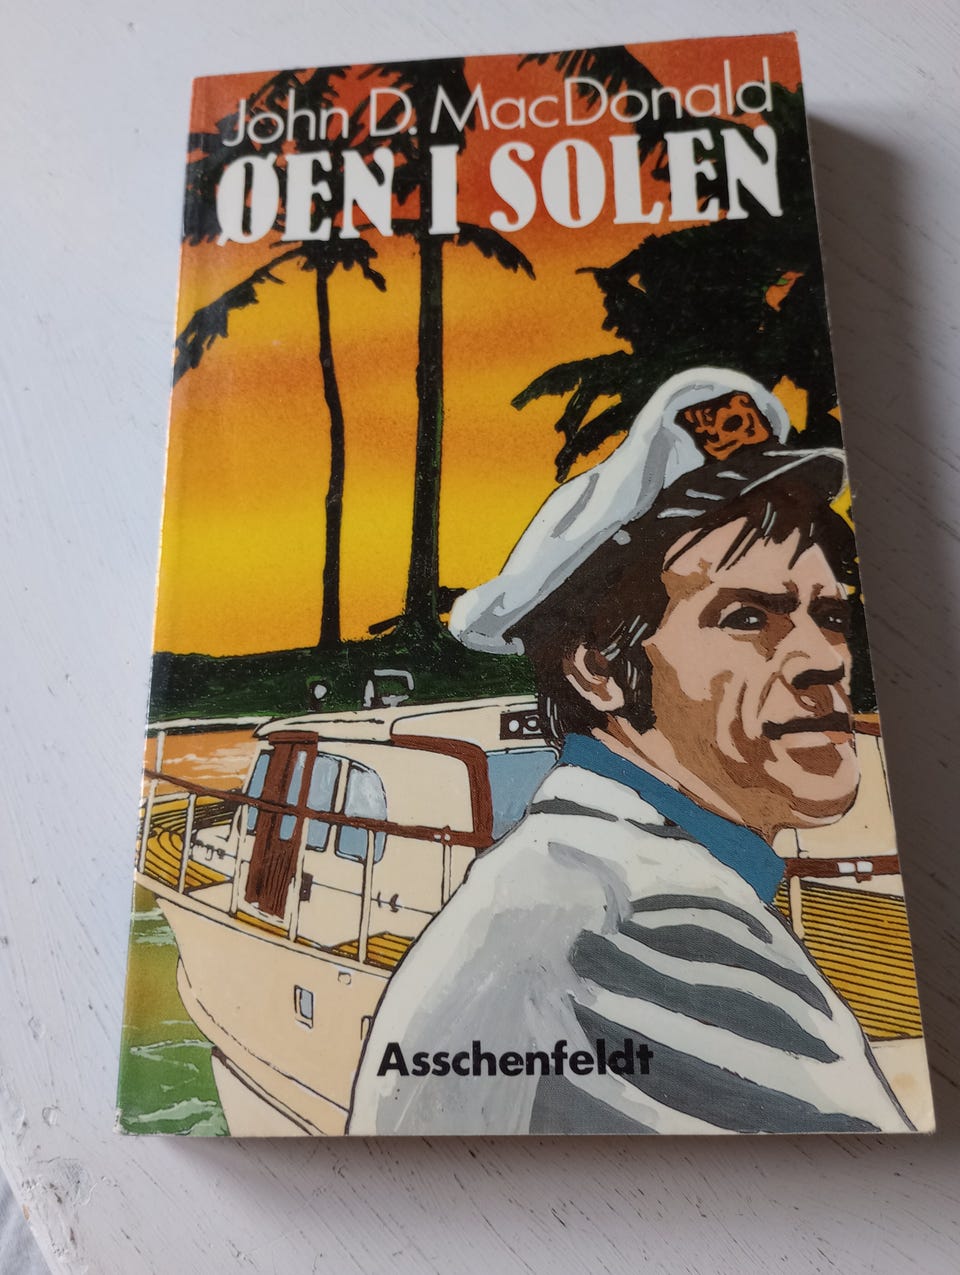 John D. MacDonald
ØEN I SOLEN
Asschenfeldt